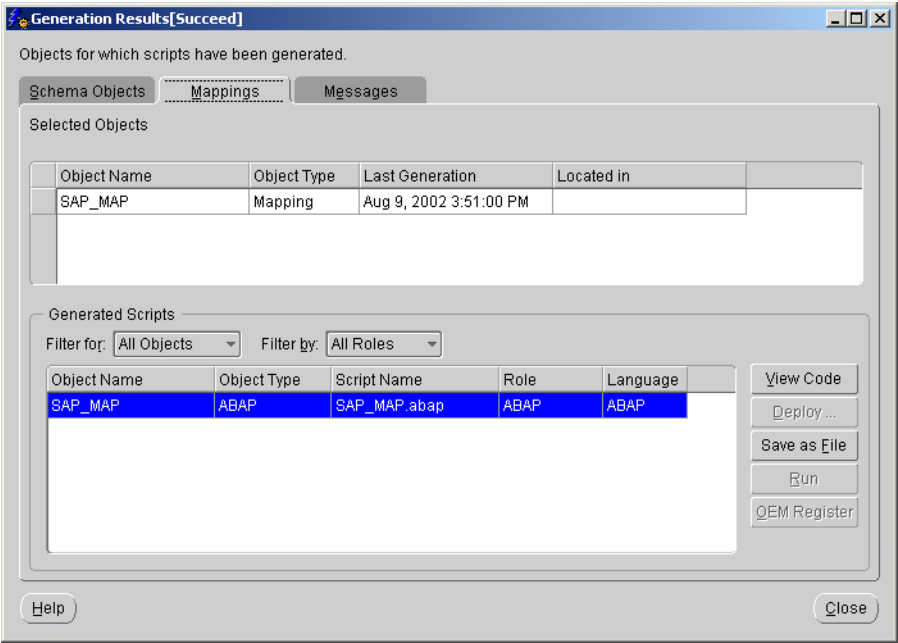 Generation Results[Succeed]
Objects for which scripts have been generated.
Schema Objects Mappings Messages
Selected Objects
Object Name Object Type Last Generation Located in
SAP_MAP Mapping Aug 9, 2002 3:51:00 PM
Generated Scripts
Filter for: All Objects Filter by: All Roles
Object Name Object Type Script Name Role Language
SAP_MAP ABAP SAP_MAP.abap ABAP ABAP
View Code
Deploy ...
Save as File
Run
OEM Register
Help Close